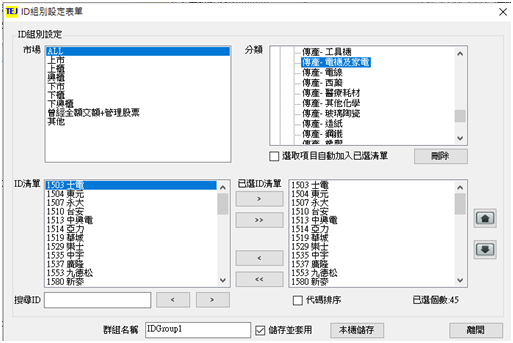 TEJ ID組別設定表單
ID組別設定
市場
ALL
上市
上櫃
興櫃
下市
下櫃
下興櫃
曾經全額交割+管理股票
其他
分類
傳產- 工具機
傳產- 電機及家電
傳產- 電線
傳產- 西藥
傳產- 醫療耗材
傳產- 其他化學
傳產- 玻璃陶瓷
傳產- 造紙
傳產- 鋼鐵
傳產- 橡膠
選取項目自動加入已選清單
刪除
ID清單
1503 士電
1504 東元
1507 永大
1510 台安
1513 中興電
1514 亞力
1519 華城
1529 樂士
1535 中宇
1537 廣隆
1553 九德松
1580 新麥
>
>>
<
<<
已選ID清單
1503 士電
1504 東元
1507 永大
1510 台安
1513 中興電
1514 亞力
1519 華城
1529 樂士
1535 中宇
1537 廣隆
1553 九德松
1580 新麥
搜尋ID
<
>
代碼排序
已選個數:45
群組名稱
IDGroup1
儲存並套用
本機儲存
離開